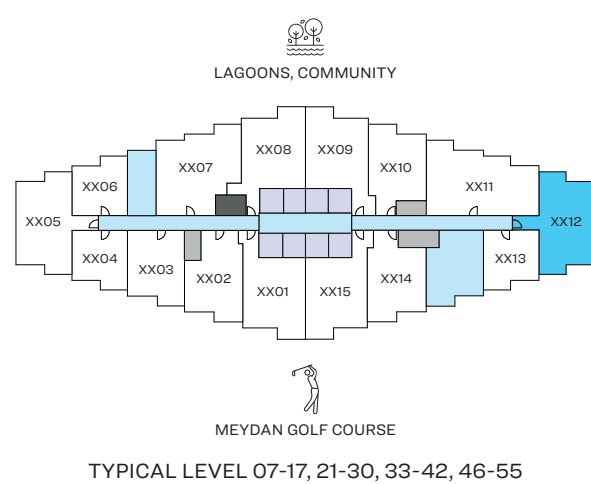 LAGOONS, COMMUNITY
XX08
XX09
XX07
XX10
XX06
XX11
XX05
XX12
XX04
XX03
XX02
XX14
XX13
XX01
XX15
MEYDAN GOLF COURSE
TYPICAL LEVEL 07-17, 21-30, 33-42, 46-55